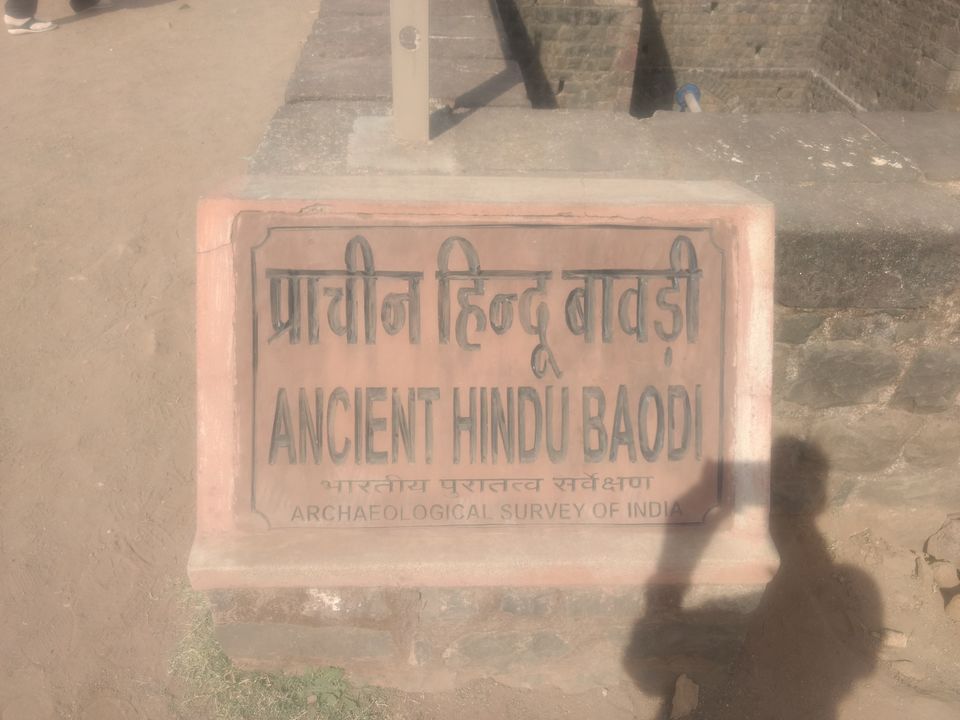 प्राचीन हिन्दू बावड़ी
ANCIENT HINDU BAODI
भारतीय पुरातत्व सर्वेक्षण
ARCHAEOLOGICAL SURVEY OF INDIA